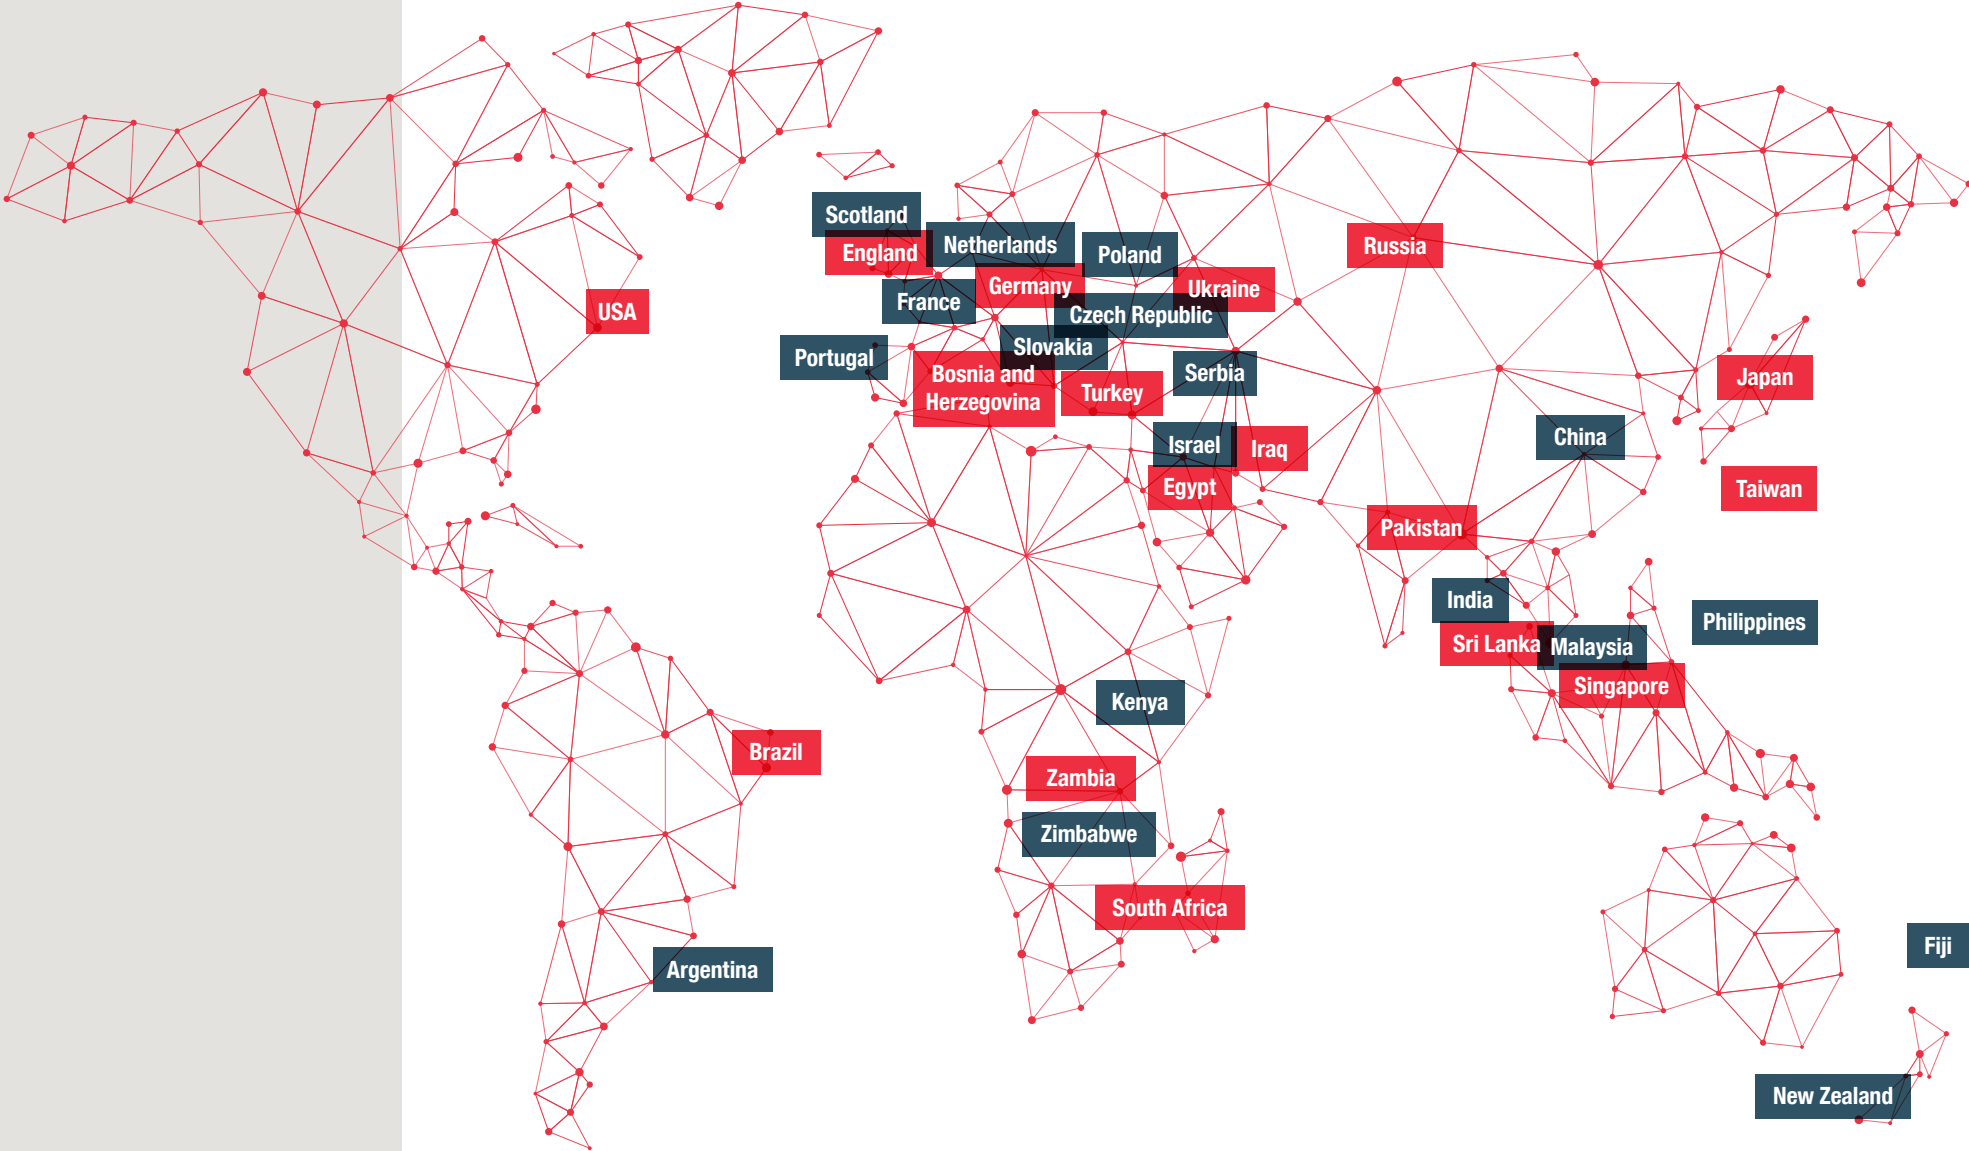 Scotland
England
Netherlands
Poland
Russia
Germany
Ukraine
France
USA
Czech Republic
Slovakia
Portugal
Serbia
Bosnia and
Herzegovina
Turkey
Japan
Israel
Iraq
China
Egypt
Taiwan
Pakistan
India
Philippines
Sri Lanka
Malaysia
Singapore
Kenya
Brazil
Zambia
Zimbabwe
South Africa
Argentina
Fiji
New Zealand